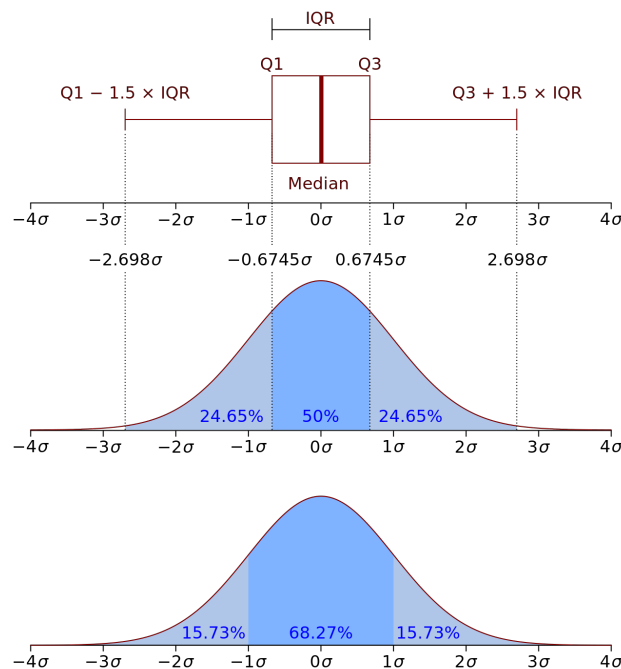 IQR
Q1 Q3
Q1 − 1.5 × IQR Q3 + 1.5 × IQR
Median
−4σ −3σ −2σ −1σ 0σ 1σ 2σ 3σ 4σ
−2.698σ −0.6745σ 0.6745σ 2.698σ
24.65% 50% 24.65%
−4σ −3σ −2σ −1σ 0σ 1σ 2σ 3σ 4σ
15.73% 68.27% 15.73%
−4σ −3σ −2σ −1σ 0σ 1σ 2σ 3σ 4σ